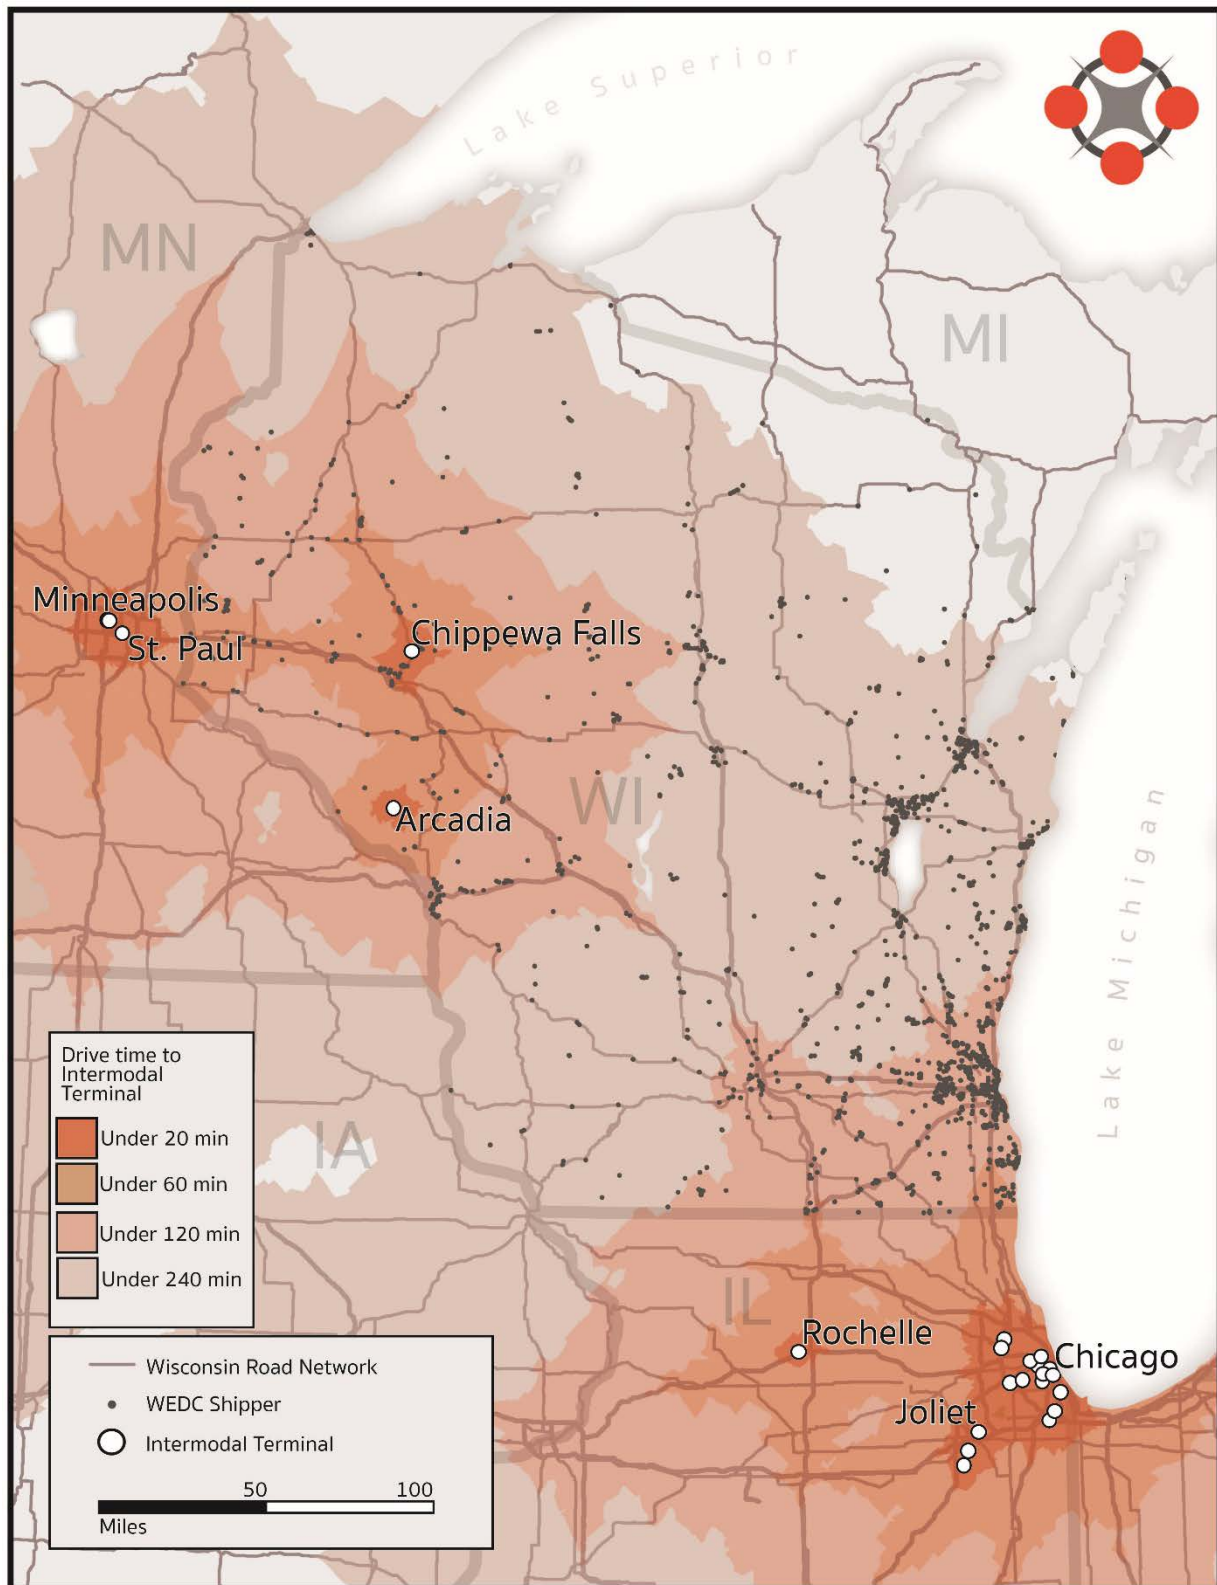 Lake Superior
MN
MI
Minneapolis
St. Paul
Chippewa Falls
WI
Arcadia
Lake Michigan
Drive time to
Intermodal
Terminal
Under 20 min
Under 60 min
Under 120 min
Under 240 min
IA
IL
Rochelle
Chicago
Joliet
Wisconsin Road Network
WEDC Shipper
Intermodal Terminal
50 100
Miles